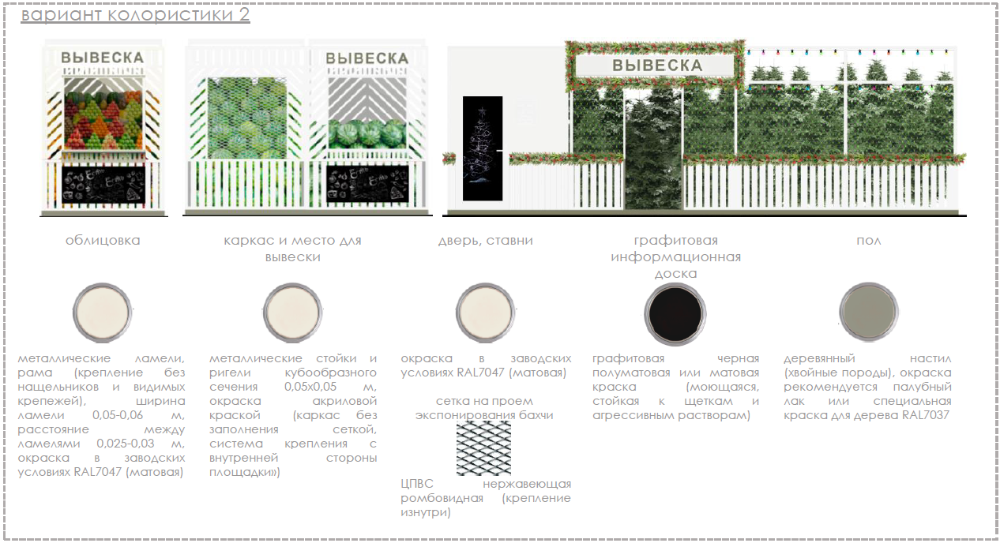 вариант колористики 2
ВЫВЕСКА
ВЫВЕСКА
ВЫВЕСКА
Есть
Есть
Есть
Есть
облицовка
каркас и место для
вывески
дверь, ставни
графитовая
информационная
доска
пол
металлические ламели,
рама (крепление без
нащельников и видимых
крепежей), ширина
ламели 0,05-0,06 м,
расстояние между
ламелями 0,025-0,03 м,
окраска в заводских
условиях RAL7047 (матовая)
металлические стойки и
ригели кубообразного
сечения 0,05х0,05 м,
окраска акриловой
краской (каркас без
заполнения сеткой,
система крепления с
внутренней стороны
площадки»)
окраска в заводских
условиях RAL7047 (матовая)
сетка на проем
экспонирования бахчи
ЦПВС нержавеющая
ромбовидная (крепление
изнутри)
графитовая черная
полуматовая или матовая
краска (моющаяся,
стойкая к щеткам и
агрессивным растворам)
деревянный настил
(хвойные породы), окраска
рекомендуется палубный
лак или специальная
краска для дерева RAL7037